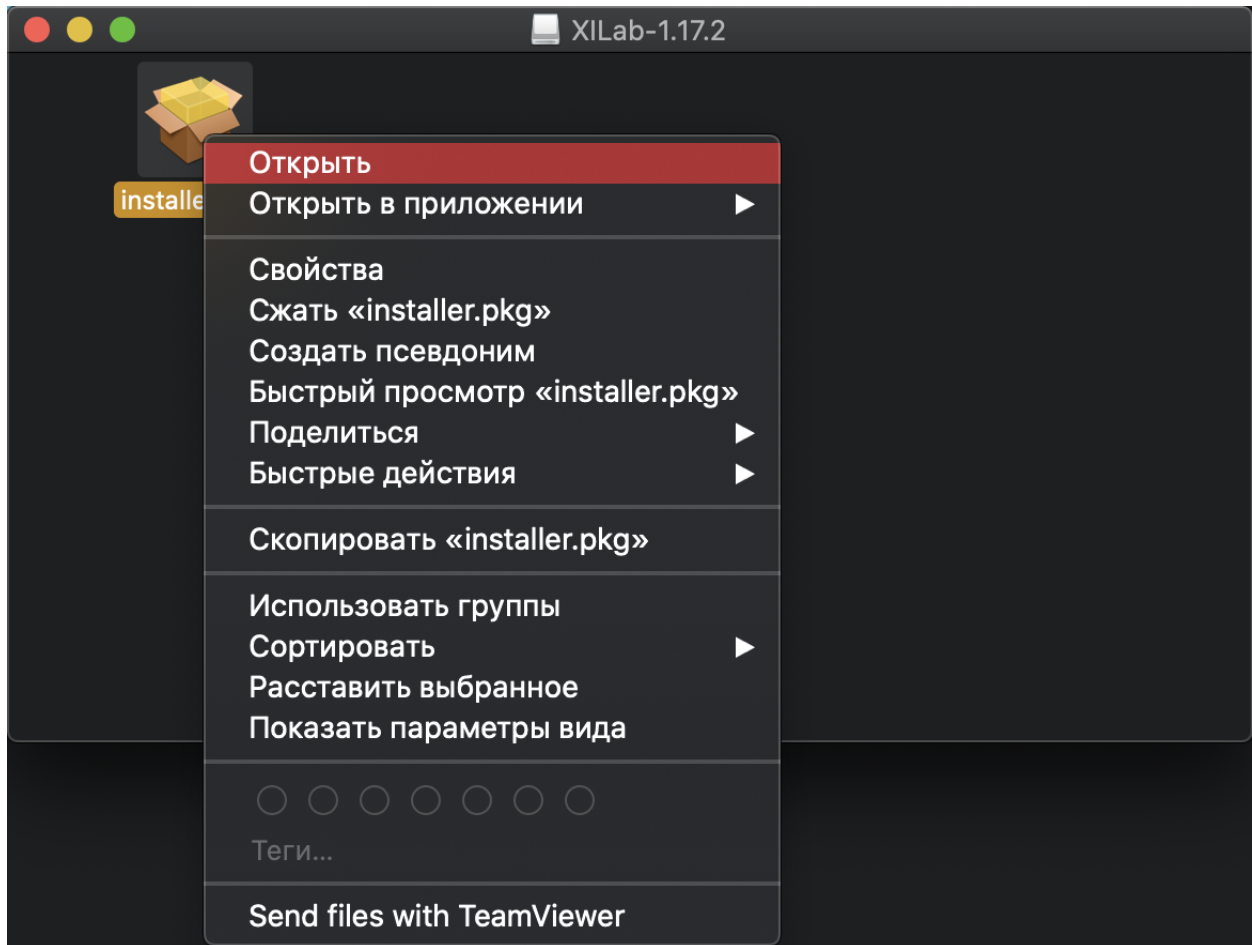 XILab-1.17.2
installe
Открыть
Открыть в приложении
Свойства
Сжать «installer.pkg»
Создать псевдоним
Быстрый просмотр «installer.pkg»
Поделиться
Быстрые действия
Скопировать «installer.pkg»
Использовать группы
Сортировать
Расставить выбранное
Показать параметры вида
Теги...
Send files with TeamViewer